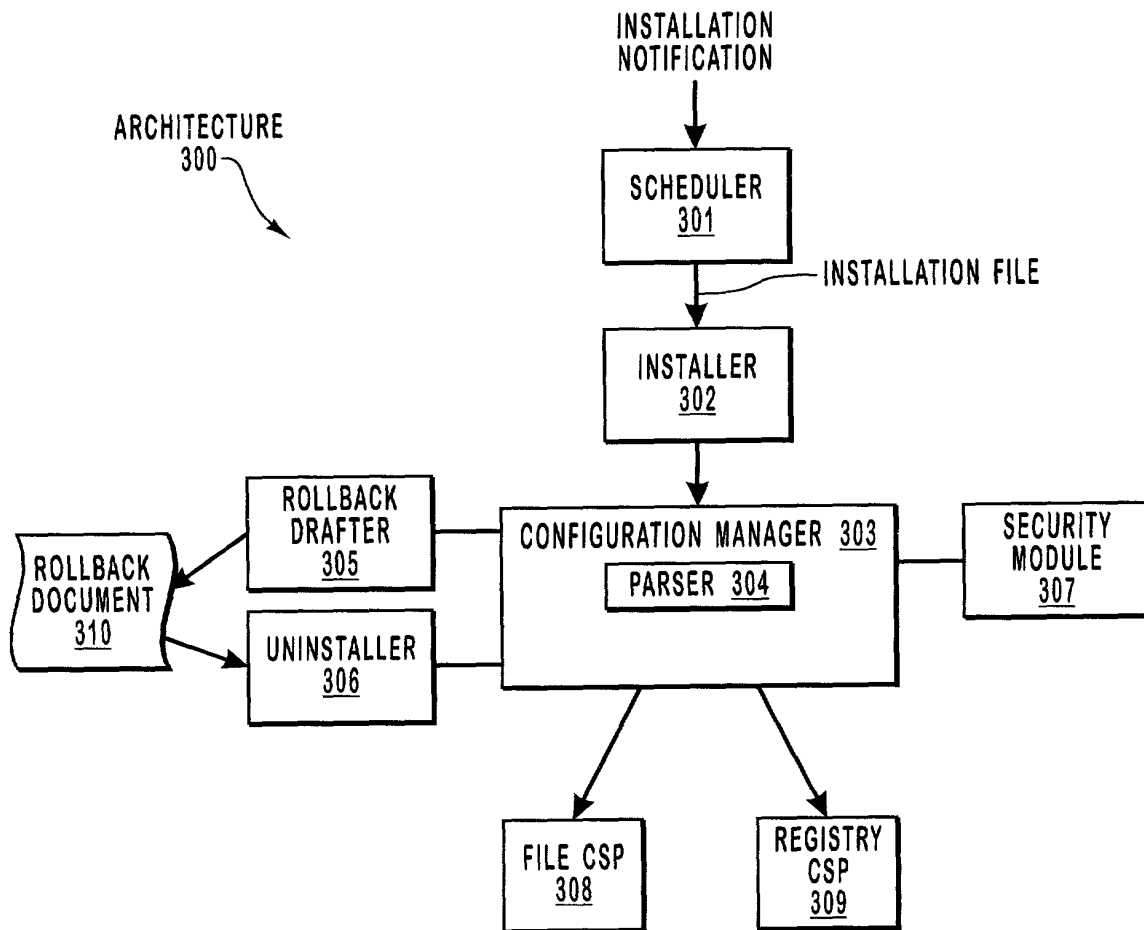 INSTALLATION
NOTIFICATION
ARCHITECTURE
300
SCHEDULER
301
INSTALLATION FILE
INSTALLER
302
ROLLBACK
DRAFTER
305
CONFIGURATION MANAGER 303
PARSER 304
SECURITY
MODULE
307
ROLLBACK
DOCUMENT
310
UNINSTALLER
306
FILE CSP
308
REGISTRY
CSP
309